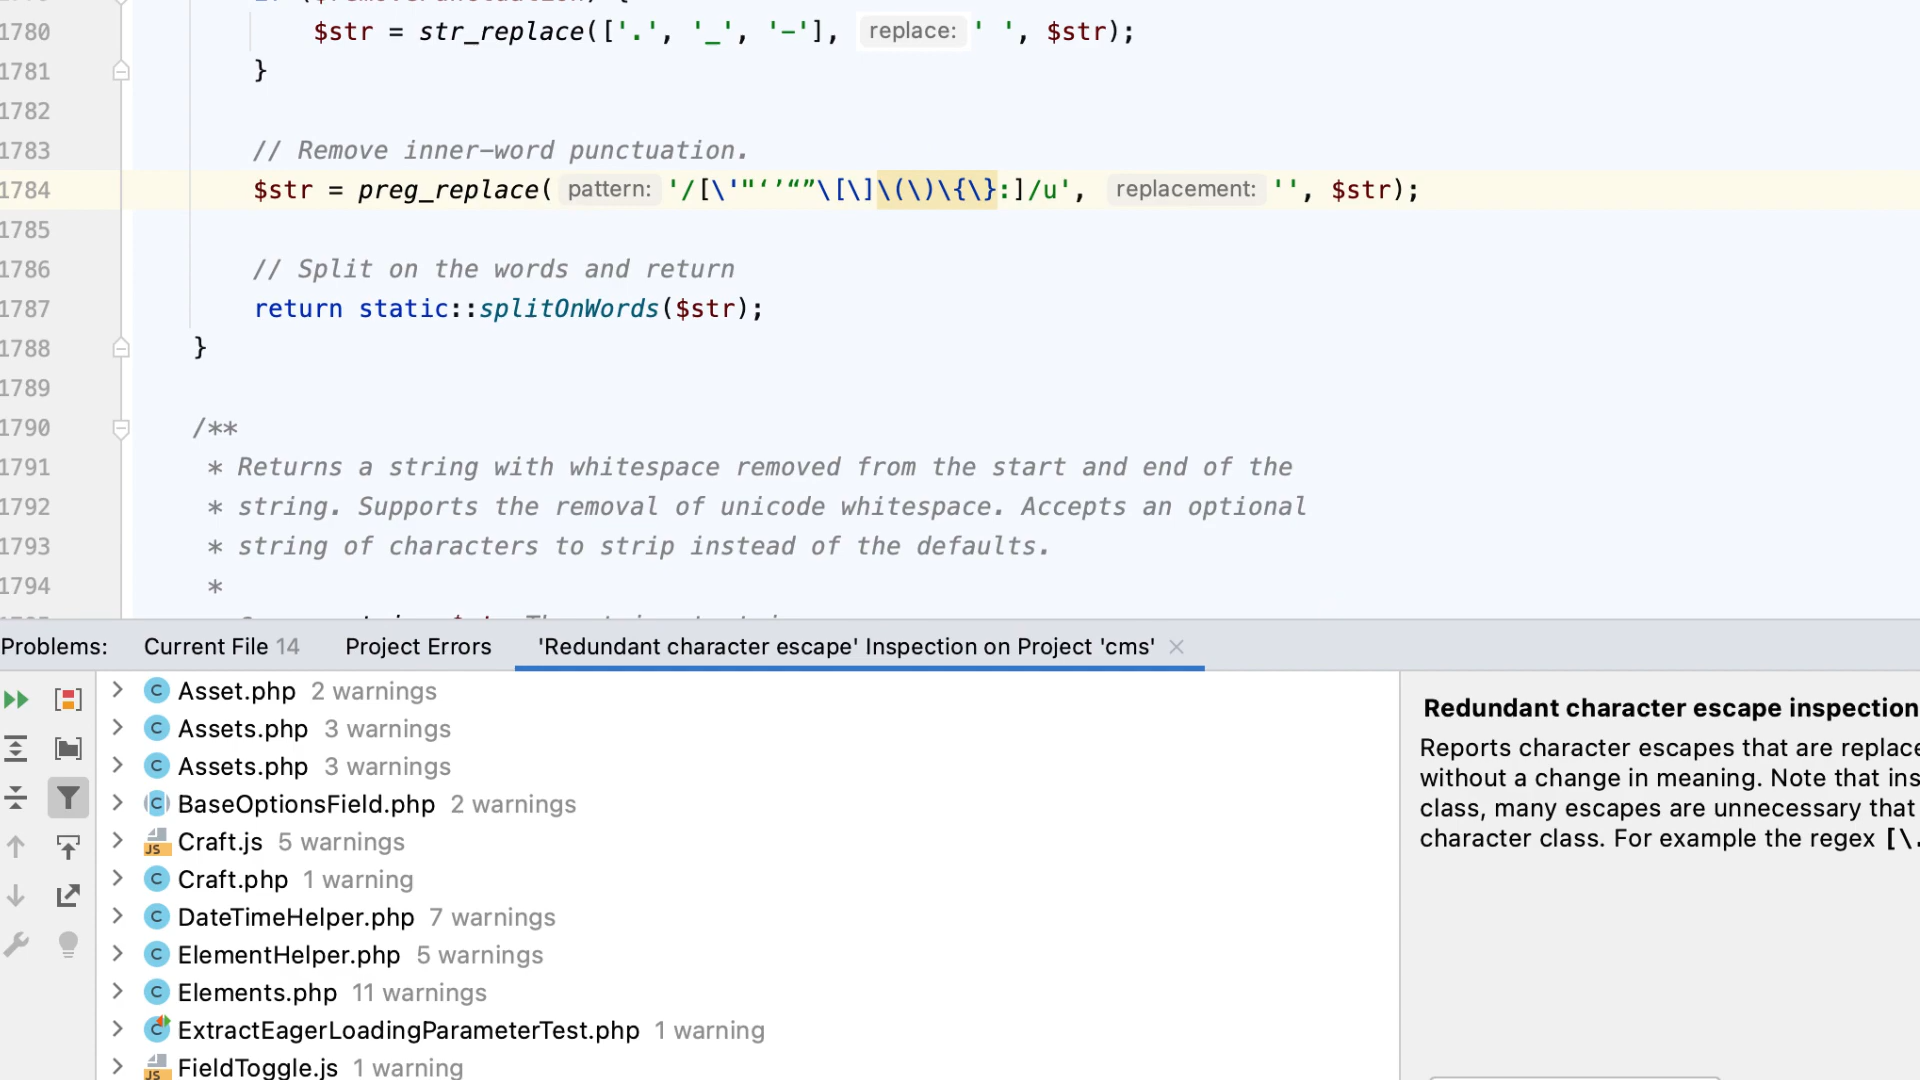 1780 $str = str_replace(['.', '_', '-'], replace: ' ', $str);
1781 }
1782
1783 // Remove inner-word punctuation.
1784 $str = preg_replace( pattern: '/[\'"‘’“”\[\]\(\)\{\}:]/u', replacement: '', $str);
1785
1786 // Split on the words and return
1787 return static::splitOnWords($str);
1788 }
1789
1790 /**
1791 * Returns a string with whitespace removed from the start and end of the
1792 * string. Supports the removal of unicode whitespace. Accepts an optional
1793 * string of characters to strip instead of the defaults.
1794 *
Problems: Current File 14 Project Errors 'Redundant character escape' Inspection on Project 'cms'
Asset.php 2 warnings
Assets.php 3 warnings
Assets.php 3 warnings
BaseOptionsField.php 2 warnings
Craft.js 5 warnings
Craft.php 1 warning
DateTimeHelper.php 7 warnings
ElementHelper.php 5 warnings
Elements.php 11 warnings
ExtractEagerLoadingParameterTest.php 1 warning
FieldToggle.js 1 warning
Redundant character escape inspection
Reports character escapes that are replace
without a change in meaning. Note that ins
class, many escapes are unnecessary that
character class. For example the regex [\.